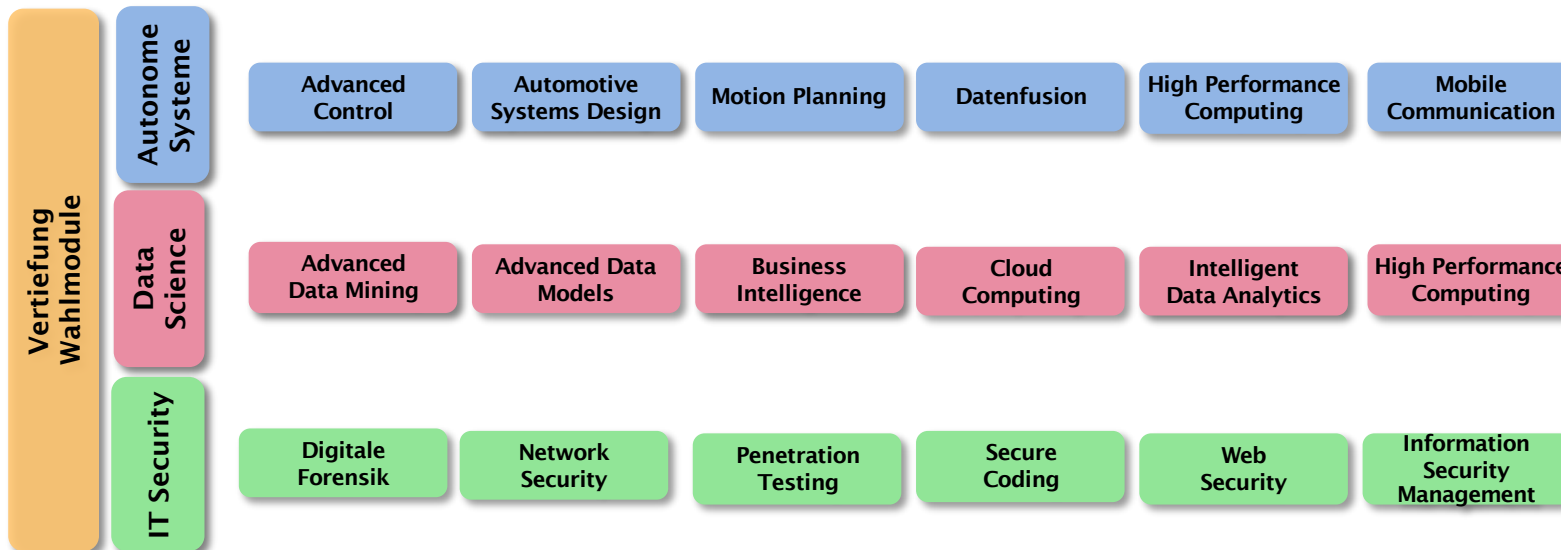 Vertiefung
Wahlmodule
Autonome
Systeme
Advanced
Control
Automotive
Systems Design
Motion Planning
Datenfusion
High Performance
Computing
Mobile
Communication
Data
Science
Advanced
Data Mining
Advanced Data
Models
Business
Intelligence
Cloud
Computing
Intelligent
Data Analytics
High Performance
Computing
IT Security
Digitale
Forensik
Network
Security
Penetration
Testing
Secure
Coding
Web
Security
Information
Security
Management